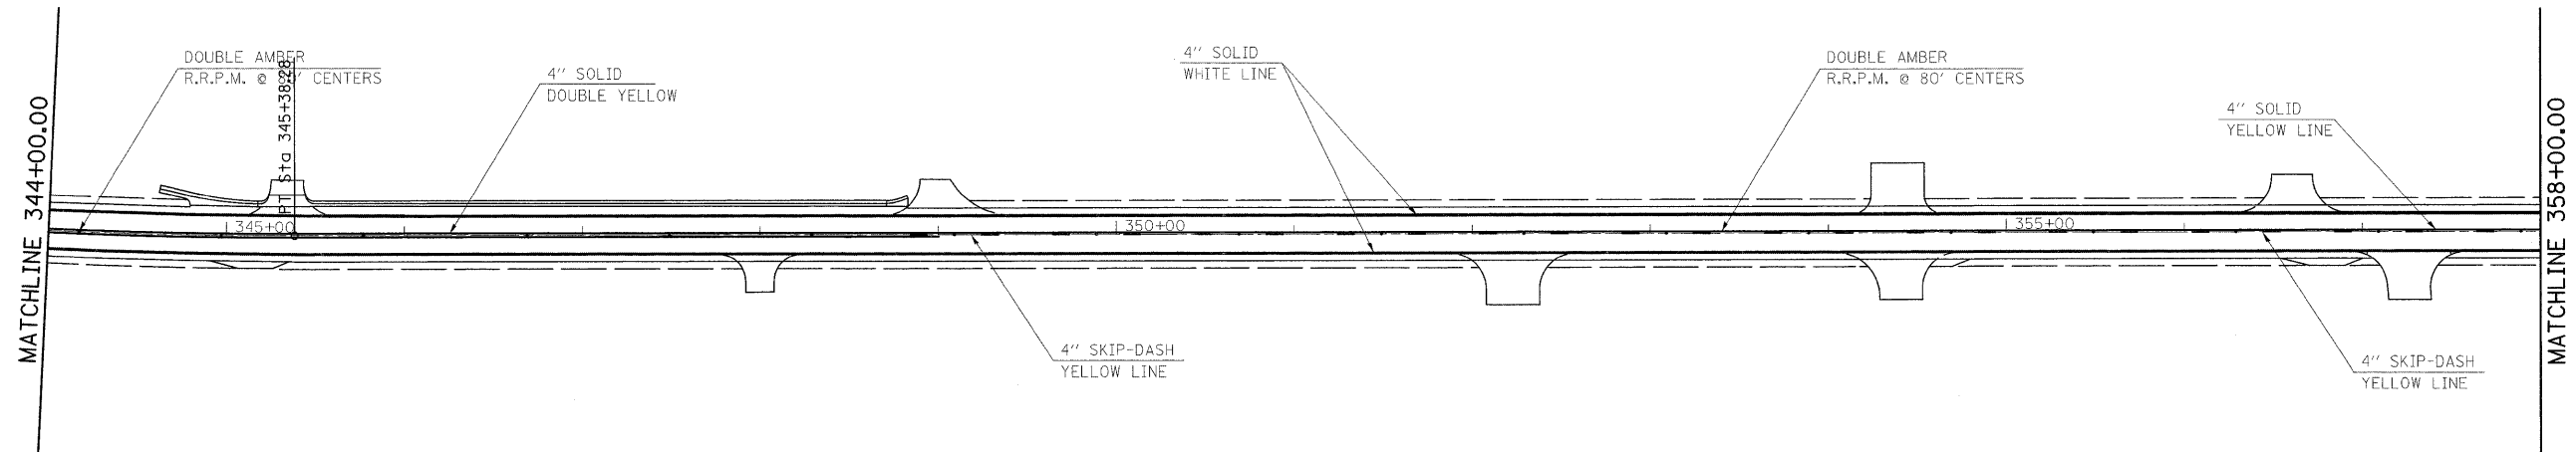 MATCHLINE 344+00.00
DOUBLE AMBER
R.R.P.M. @ 80' CENTERS
PT Sta 345+38.28
4'' SOLID
DOUBLE YELLOW
4'' SOLID
WHITE LINE
DOUBLE AMBER
R.R.P.M. @ 80' CENTERS
4'' SOLID
YELLOW LINE
345+00
350+00
355+00
4'' SKIP-DASH
YELLOW LINE
4'' SKIP-DASH
YELLOW LINE
MATCHLINE 358+00.00